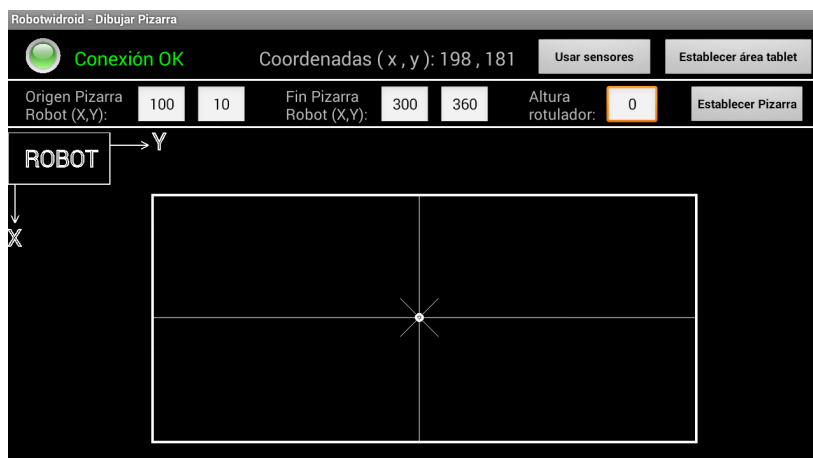 Robotwidroid - Dibujar Pizarra
Conexión OK
Coordenadas ( x , y ): 198 , 181
Usar sensores
Establecer área tablet
Origen Pizarra
Robot (X,Y):
100
10
Fin Pizarra
Robot (X,Y):
300
360
Altura
rotulador:
0
Establecer Pizarra
ROBOT
Y
X